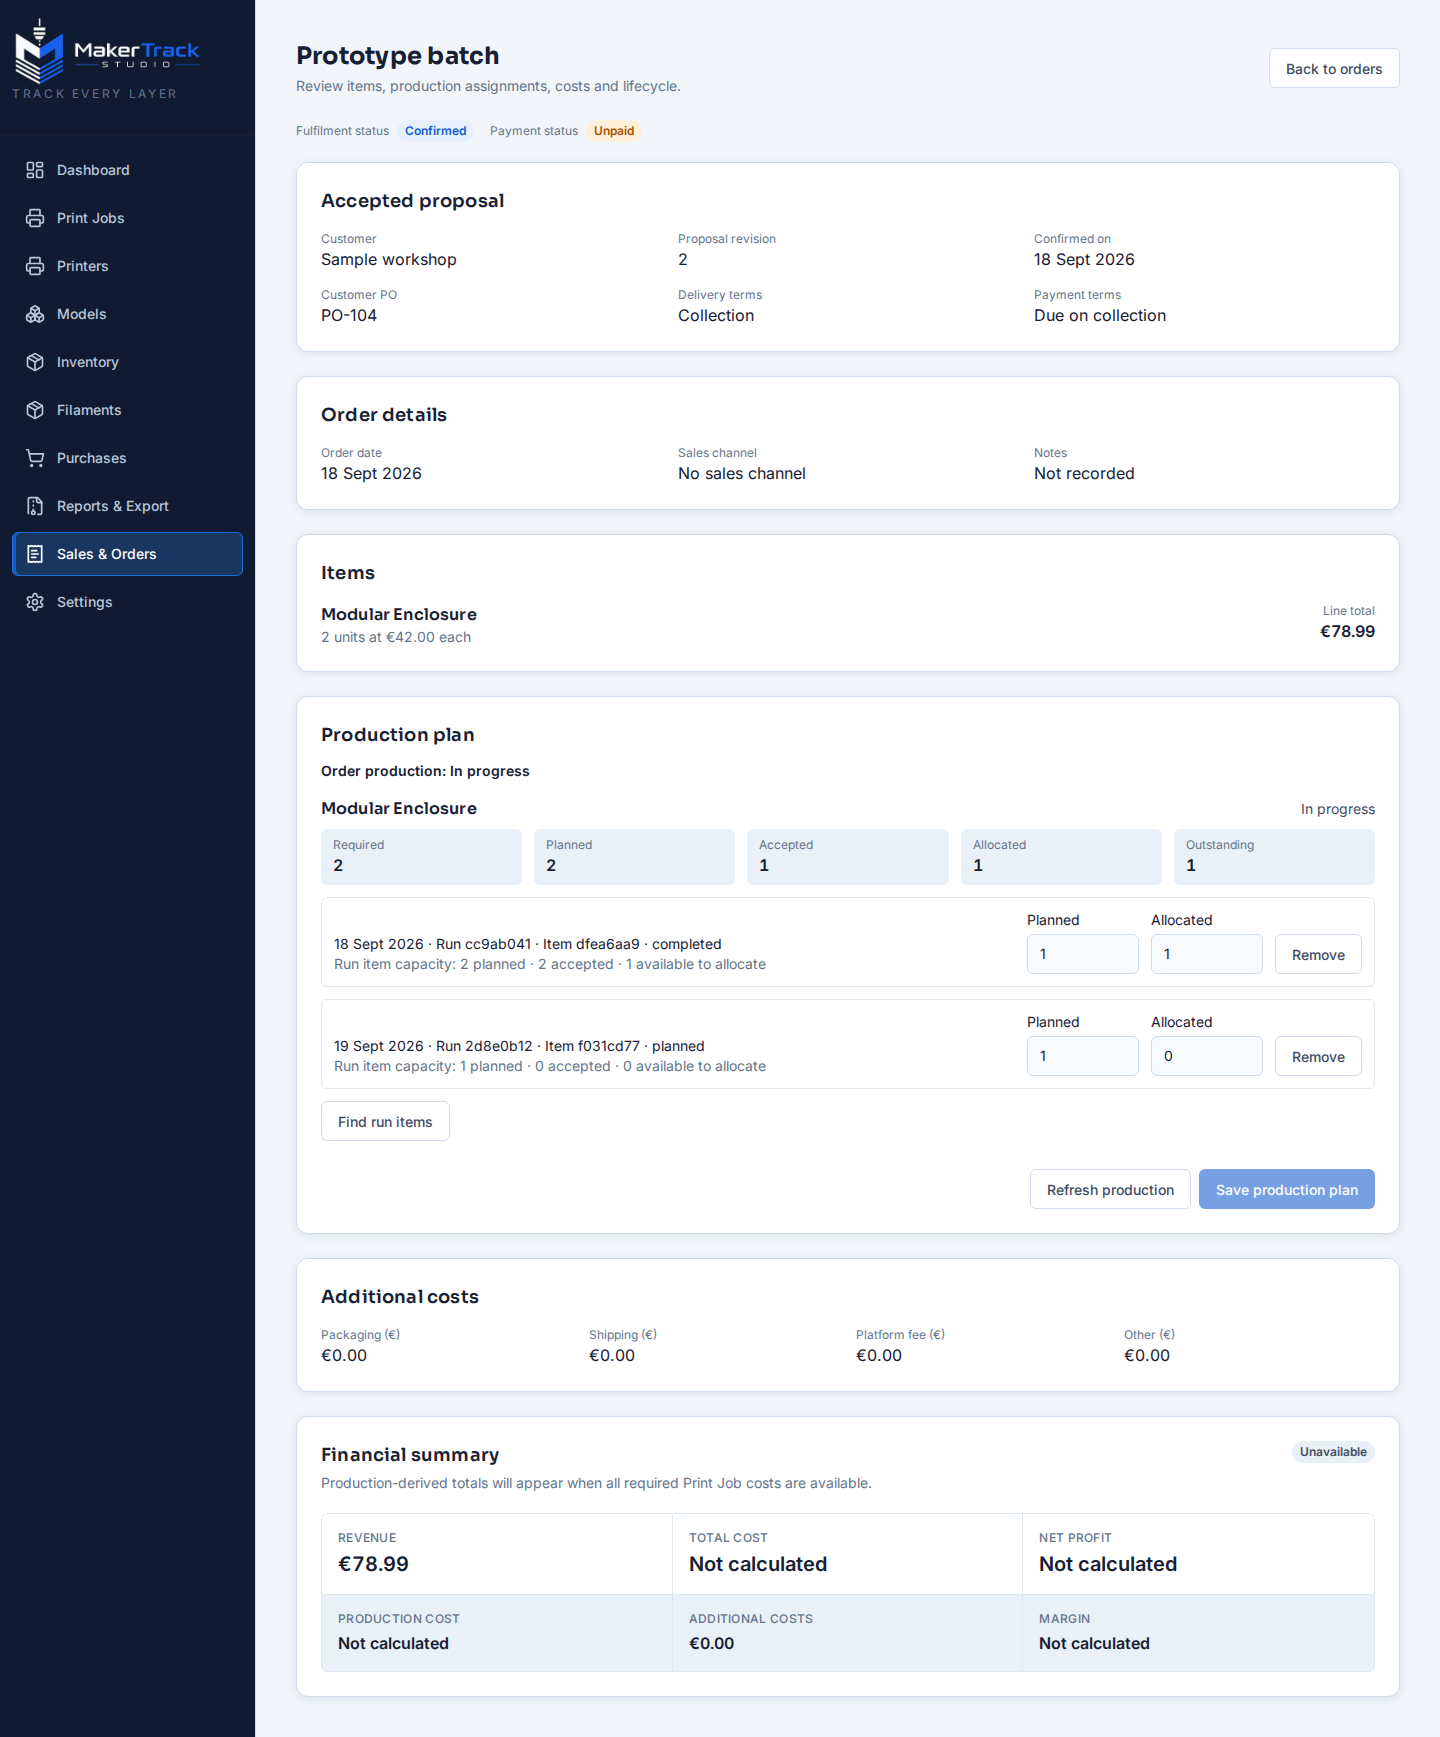 MakerTrack
STUDIO
TRACK EVERY LAYER
Dashboard
Print Jobs
Printers
Models
Inventory
Filaments
Purchases
Reports & Export
Sales & Orders
Settings
Prototype batch
Review items, production assignments, costs and lifecycle.
Back to orders
Fulfilment status Confirmed Payment status Unpaid
Accepted proposal
Customer Proposal revision Confirmed on
Sample workshop 2 18 Sept 2026
Customer PO Delivery terms Payment terms
PO-104 Collection Due on collection
Order details
Order date Sales channel Notes
18 Sept 2026 No sales channel Not recorded
Items
Modular Enclosure
2 units at €42.00 each
Line total
€78.99
Production plan
Order production: In progress
Modular Enclosure In progress
Required Planned Accepted Allocated Outstanding
2 2 1 1 1
Planned Allocated
18 Sept 2026 · Run cc9ab041 · Item dfea6aa9 · completed
Run item capacity: 2 planned · 2 accepted · 1 available to allocate
1 1 Remove
Planned Allocated
19 Sept 2026 · Run 2d8e0b12 · Item f031cd77 · planned
Run item capacity: 1 planned · 0 accepted · 0 available to allocate
1 0 Remove
Find run items
Refresh production Save production plan
Additional costs
Packaging (€) Shipping (€) Platform fee (€) Other (€)
€0.00 €0.00 €0.00 €0.00
Financial summary Unavailable
Production-derived totals will appear when all required Print Job costs are available.
REVENUE TOTAL COST NET PROFIT
€78.99 Not calculated Not calculated
PRODUCTION COST ADDITIONAL COSTS MARGIN
Not calculated €0.00 Not calculated